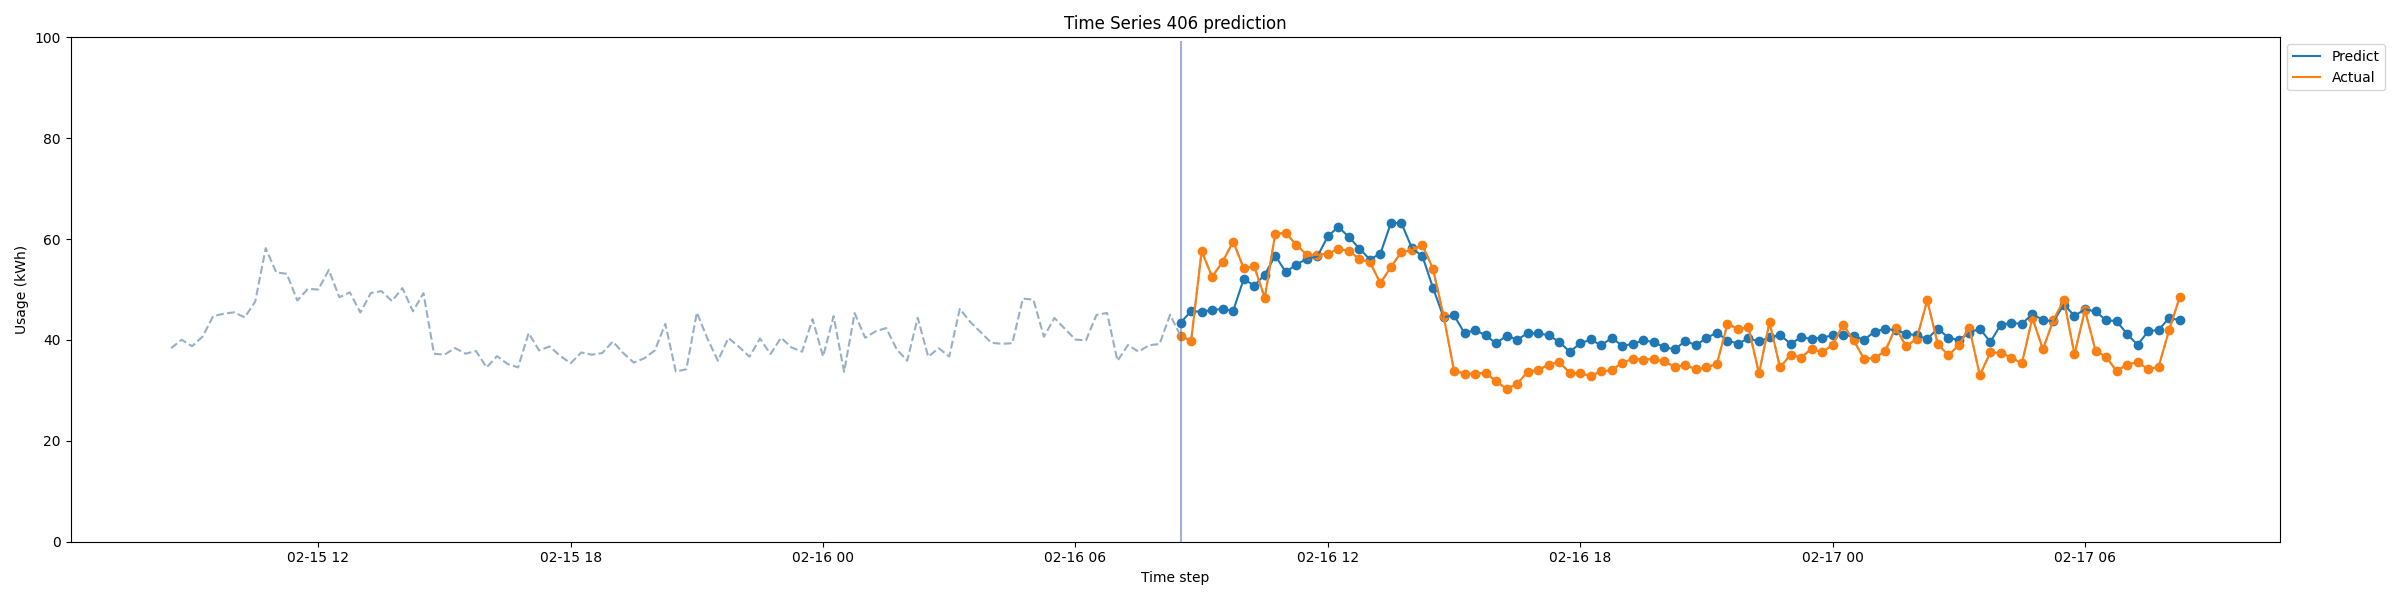 Time Series 406 prediction
Predict
Actual
Usage (kWh)
100
80
60
40
20
0
02-15 12
02-15 18
02-16 00
02-16 06
02-16 12
02-16 18
02-17 00
02-17 06
Time step